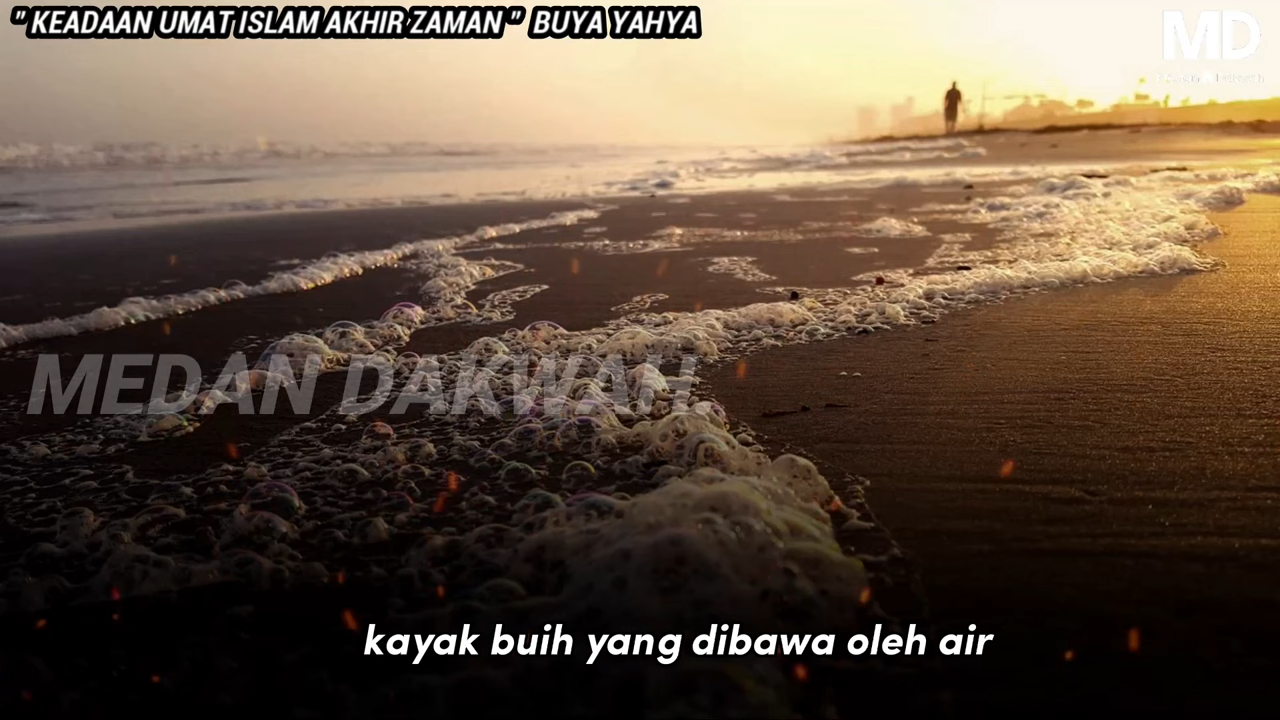 " KEADAAN UMAT ISLAM AKHIR ZAMAN " BUYA YAHYA
MD
MEDAN DAKWAH
kayak buih yang dibawa oleh air